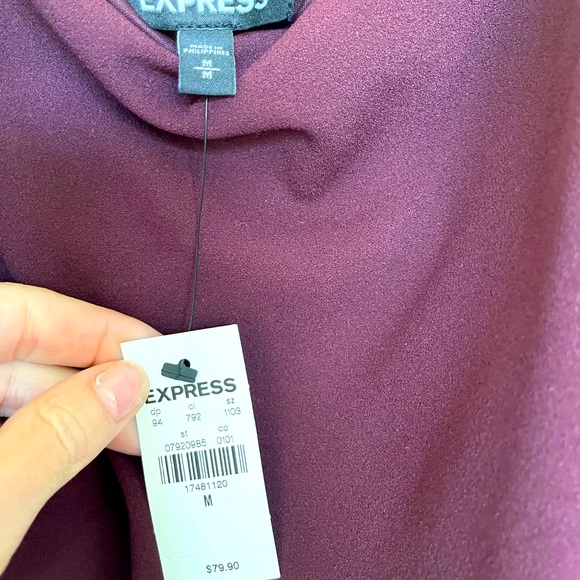 EXPRESS
MADE IN
PHILIPPINES
M
M
EXPRESS
dp cl sz
94 792 1103
st co
07920985 0101
17481120
M
$79.90